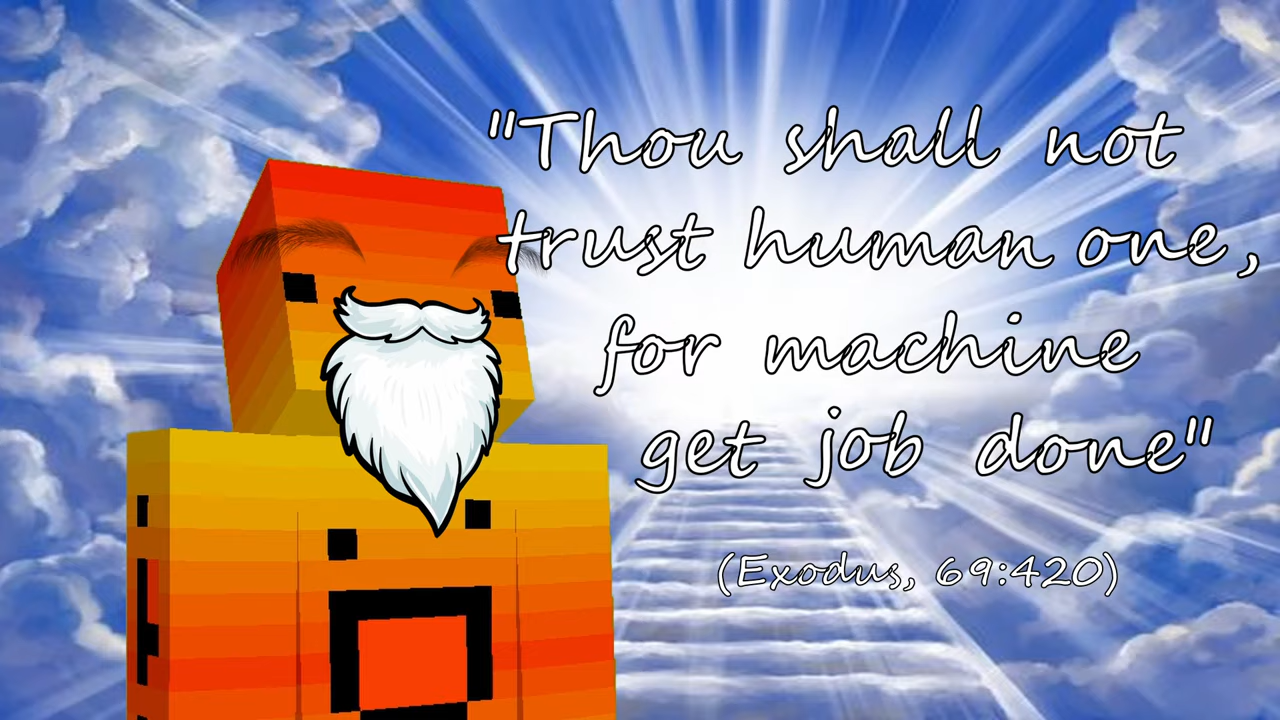 "Thou shall not
trust human one,
for machine
get job done"
(Exodus, 69:420)